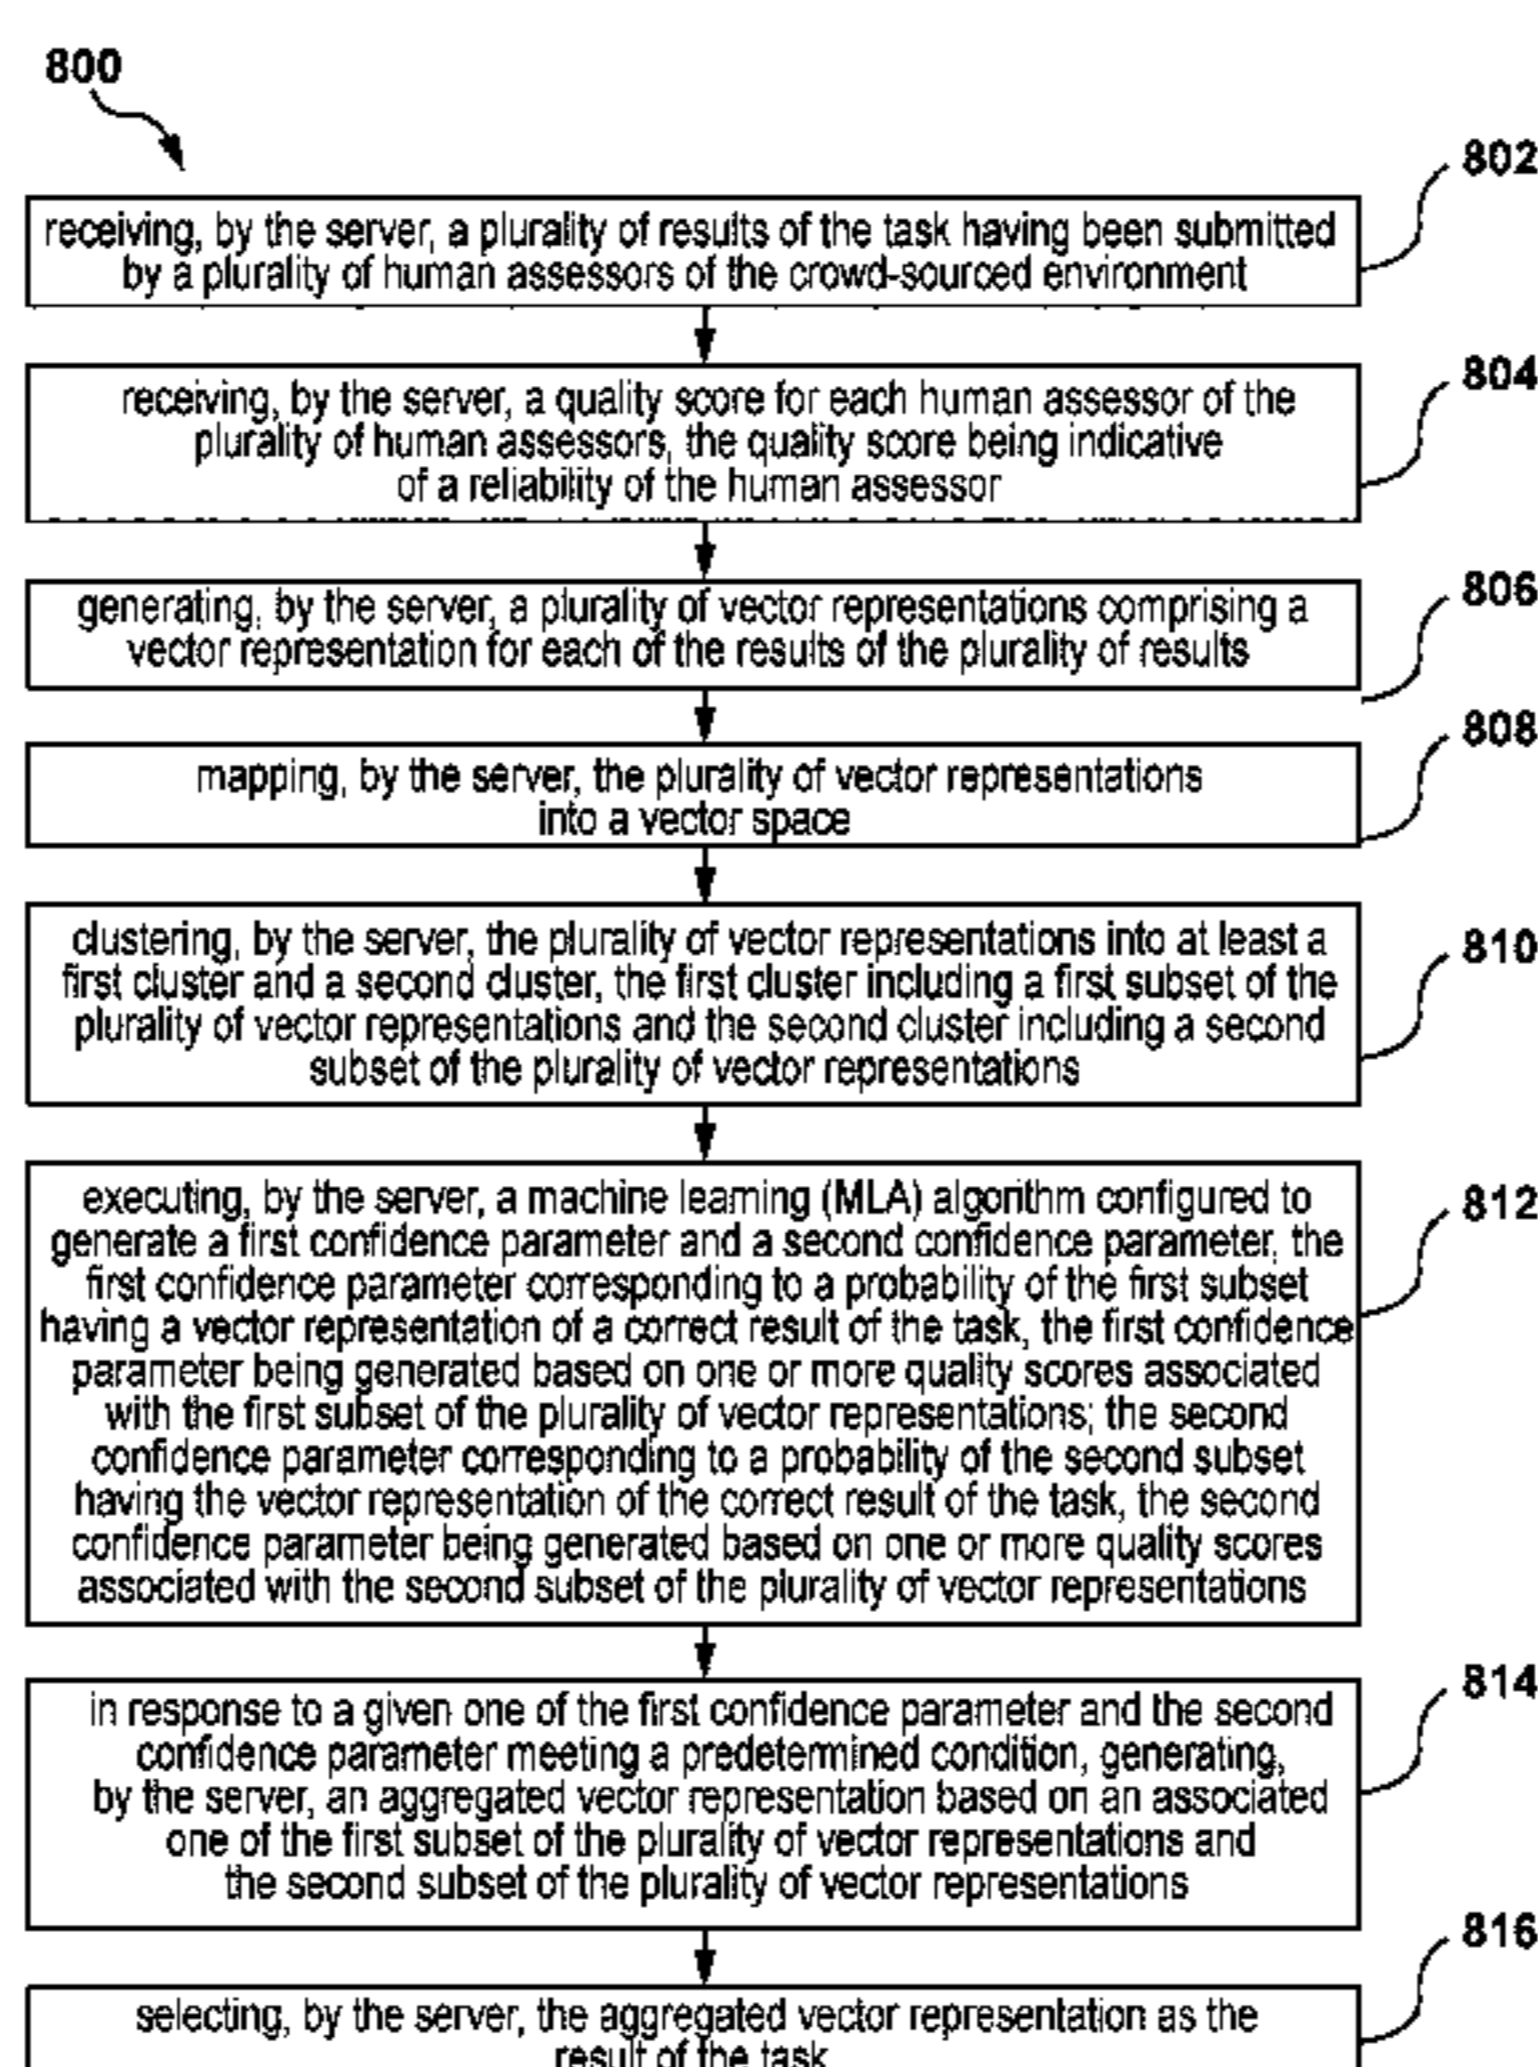 800
802
receiving, by the server, a plurality of results of the task having been submitted
by a plurality of human assessors of the crowd-sourced environment
804
receiving, by the server, a quality score for each human assessor of the
plurality of human assessors, the quality score being indicative
of a reliability of the human assessor
806
generating, by the server, a plurality of vector representations comprising a
vector representation for each of the results of the plurality of results
808
mapping, by the server, the plurality of vector representations
into a vector space
810
clustering, by the server, the plurality of vector representations into at least a
first cluster and a second cluster, the first cluster including a first subset of the
plurality of vector representations and the second cluster including a second
subset of the plurality of vector representations
812
executing, by the server, a machine learning (MLA) algorithm configured to
generate a first confidence parameter and a second confidence parameter, the
first confidence parameter corresponding to a probability of the first subset
having a vector representation of a correct result of the task, the first confidence
parameter being generated based on one or more quality scores associated
with the first subset of the plurality of vector representations; the second
confidence parameter corresponding to a probability of the second subset
having the vector representation of the correct result of the task, the second
confidence parameter being generated based on one or more quality scores
associated with the second subset of the plurality of vector representations
814
in response to a given one of the first confidence parameter and the second
confidence parameter meeting a predetermined condition, generating,
by the server, an aggregated vector representation based on an associated
one of the first subset of the plurality of vector representations and
the second subset of the plurality of vector representations
816
selecting, by the server, the aggregated vector representation as the
result of the task